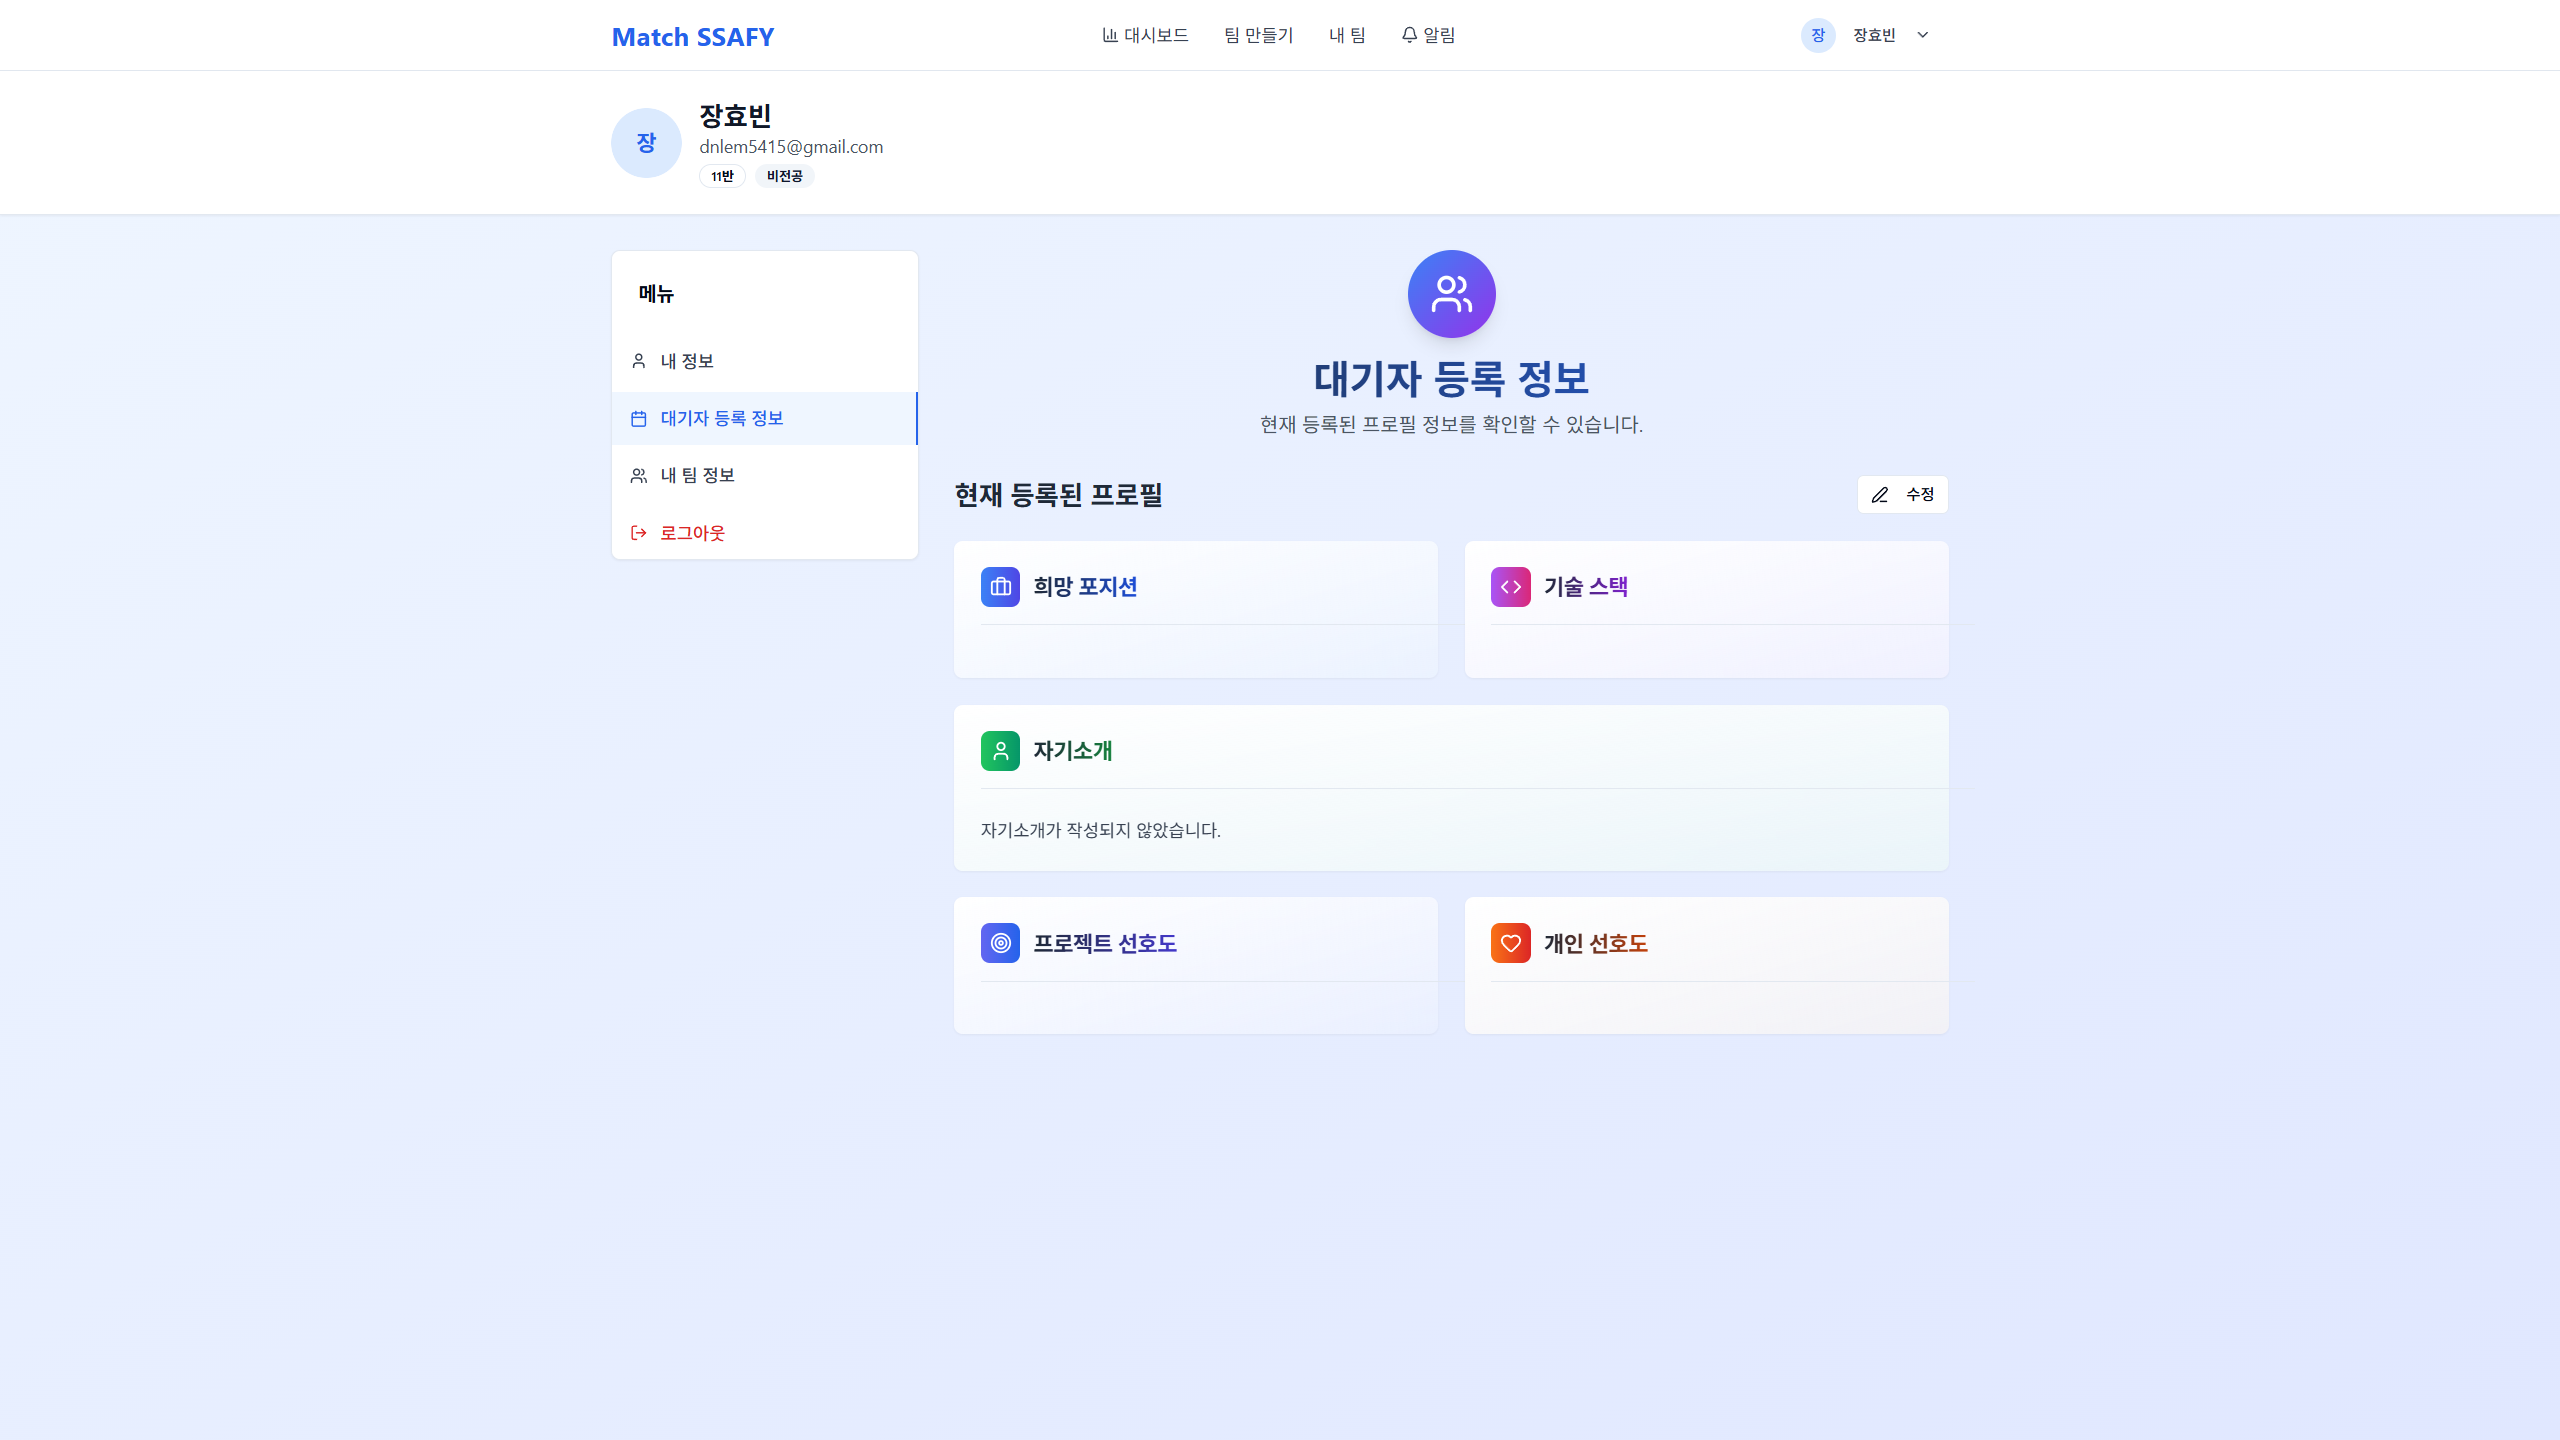 Match SSAFY
대시보드
팀 만들기
내 팀
알림
장
장효빈
장
장효빈
dnlem5415@gmail.com
11반
비전공
메뉴
내 정보
대기자 등록 정보
내 팀 정보
로그아웃
대기자 등록 정보
현재 등록된 프로필 정보를 확인할 수 있습니다.
현재 등록된 프로필
수정
희망 포지션
기술 스택
자기소개
자기소개가 작성되지 않았습니다.
프로젝트 선호도
개인 선호도